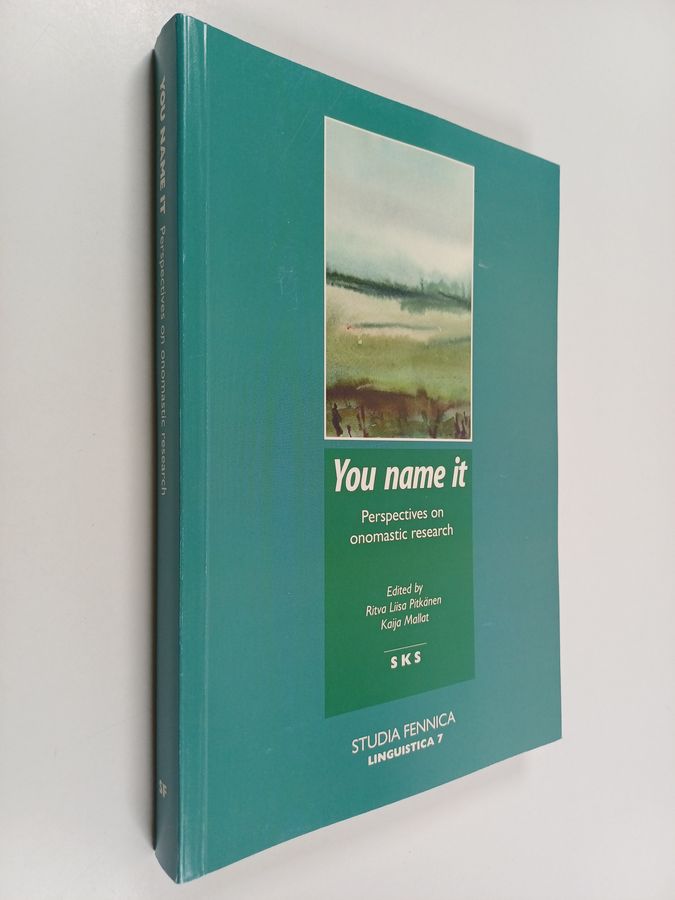 YOU NAME IT Perspectives on onomastic research
SF
You name it
Perspectives on
onomastic research
Edited by
Ritva Liisa Pitkänen
Kaija Mallat
SKS
STUDIA FENNICA
LINGUISTICA 7